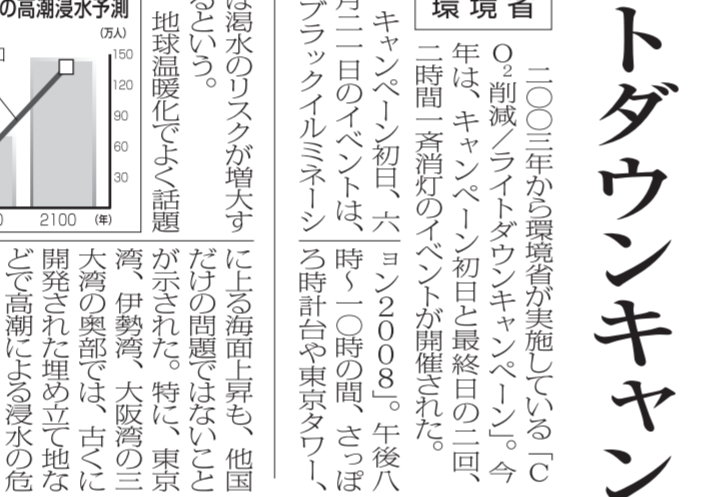 トダウンキャン
環境省
二〇〇三年から環境省が実施している「C
O2削減／ライトダウンキャンペーン」。今
年は、キャンペーン初日と最終日の二回、
二時間一斉消灯のイベントが開催された。
キャンペーン初日、六
月二一日のイベントは、
ブラックイルミネーシ
ョン2008」。午後八
時～一〇時の間、さっぽ
ろ時計台や東京タワー、
は渇水のリスクが増大す
るという。
地球温暖化でよく話題
に上る海面上昇も、他国
だけの問題ではないこと
が示された。特に、東京
湾、伊勢湾、大阪湾の三
大湾の奥部では、古くに
開発された埋め立て地な
どで高潮による浸水の危
の高潮浸水予測
(万人)
150
120
90
60
30
0
2100 (年)